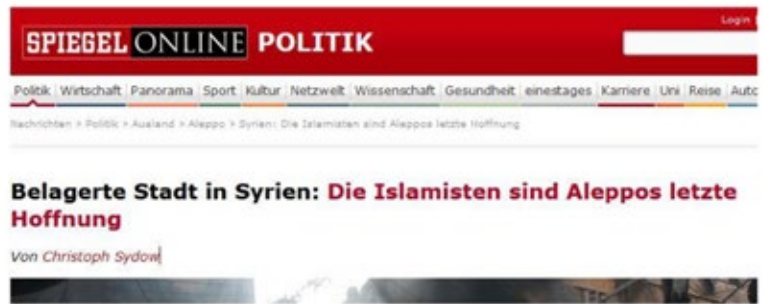 Login
SPIEGEL ONLINE POLITIK
Politik Wirtschaft Panorama Sport Kultur Netzwelt Wissenschaft Gesundheit einestages Karriere Uni Reise Auto
Nachrichten > Politik > Ausland > Aleppo > Syrien: Die Islamisten sind Aleppos letzte Hoffnung
Belagerte Stadt in Syrien: Die Islamisten sind Aleppos letzte
Hoffnung
Von Christoph Sydow